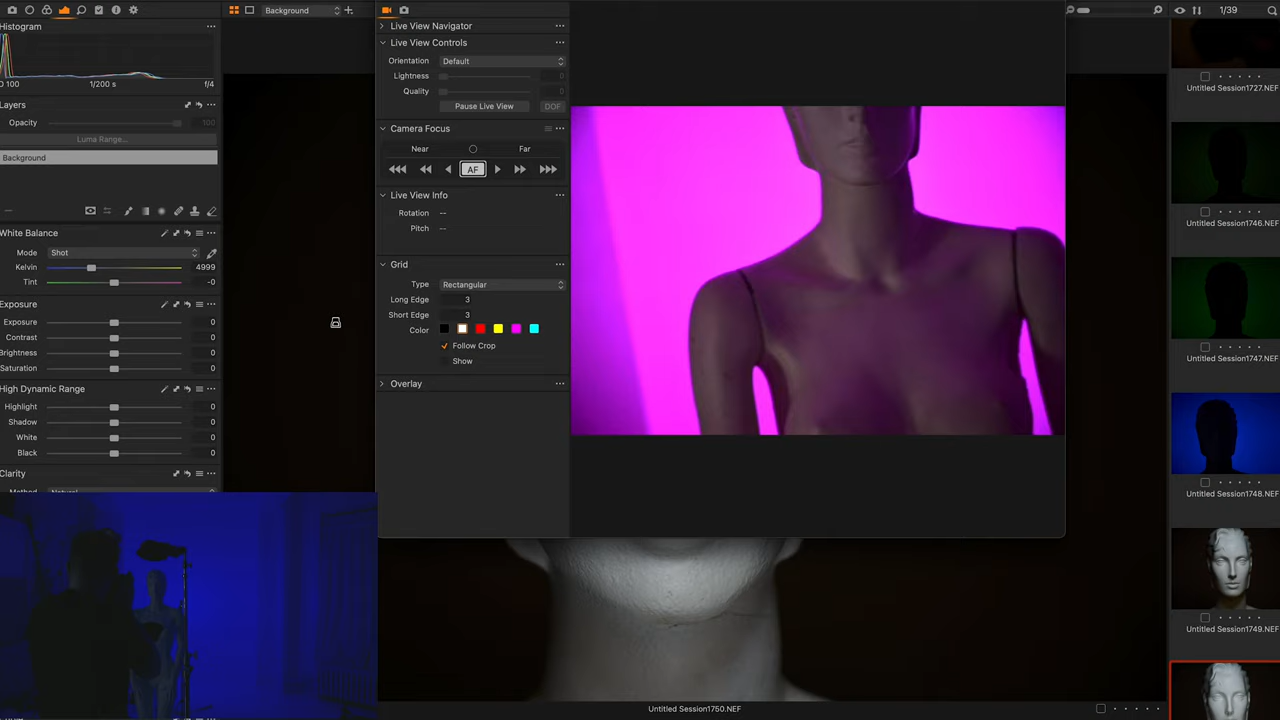 Background
1/39
Histogram
O 100 1/200 s f/4
Layers
Opacity 100
Luma Range...
Background
White Balance
Mode Shot
Kelvin 4999
Tint -0
Exposure
Exposure 0
Contrast 0
Brightness 0
Saturation 0
High Dynamic Range
Highlight 0
Shadow 0
White 0
Black 0
Clarity
Live View Navigator
Live View Controls
Orientation Default
Lightness 0
Quality 0
Pause Live View DOF
Camera Focus
Near Far
AF
Live View Info
Rotation --
Pitch --
Grid
Type Rectangular
Long Edge 3
Short Edge 3
Color
Follow Crop
Show
Overlay
Untitled Session1750.NEF
Untitled Session1727.NEF
Untitled Session1746.NEF
Untitled Session1747.NEF
Untitled Session1748.NEF
Untitled Session1749.NEF